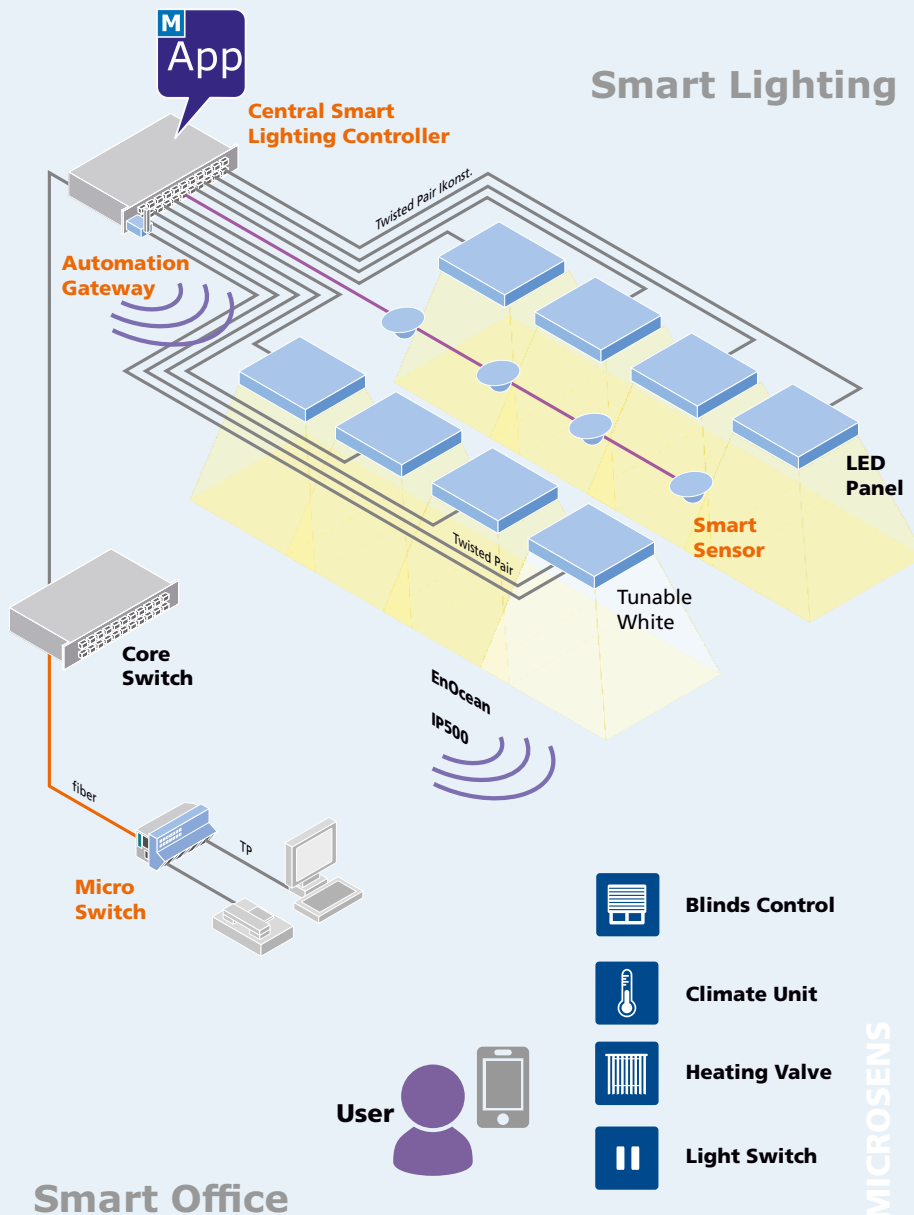 M
App
Smart Lighting
Central Smart
Lighting Controller
Twisted Pair Ikonst.
Automation
Gateway
LED
Panel
Smart
Sensor
Twisted Pair
Tunable
White
Core
Switch
EnOcean
IP500
fiber
TP
Micro
Switch
Blinds Control
Climate Unit
Heating Valve
User
Light Switch
MICROSENS
Smart Office